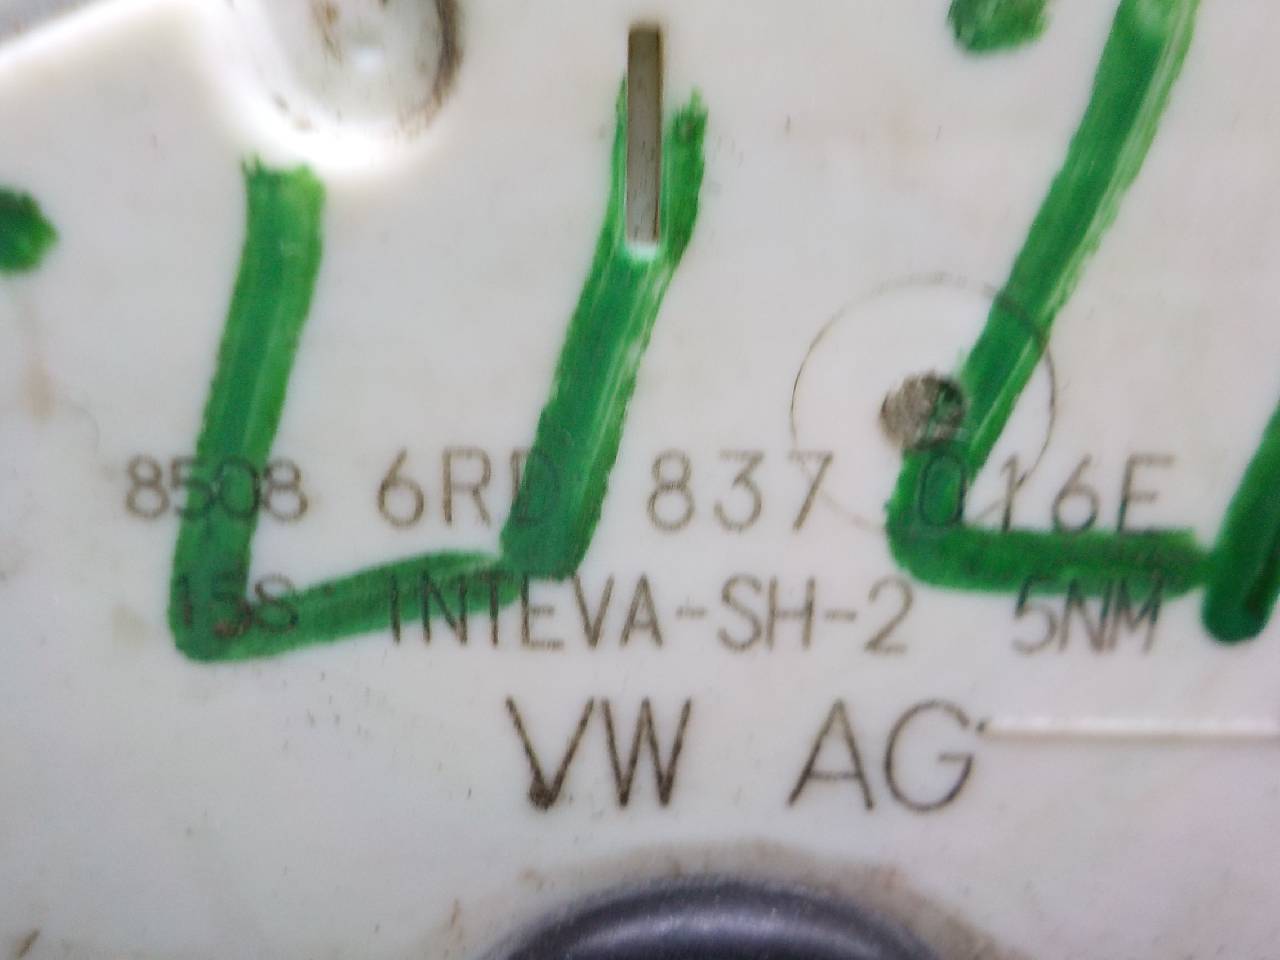 8508 6RD 837 016E
15S INTEVA-SH-2 5NM
VW AG